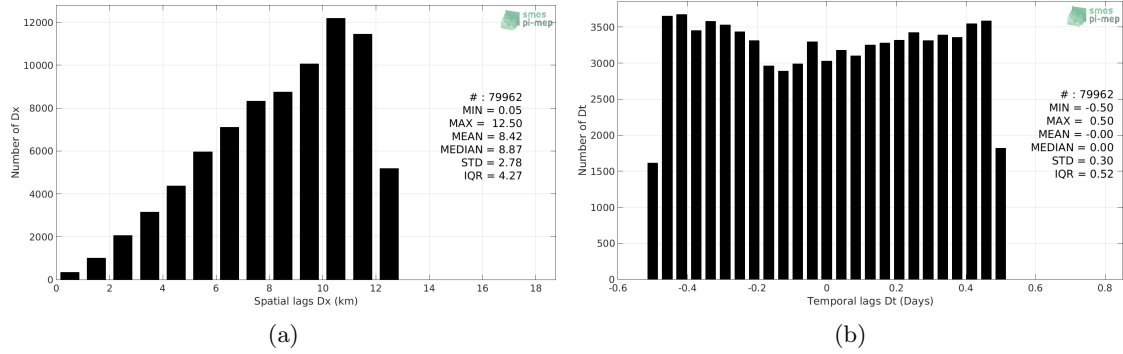 smos
pi-mep
12000
10000
8000
6000
4000
2000
0
Number of Dx
# : 79962
MIN = 0.05
MAX = 12.50
MEAN = 8.42
MEDIAN = 8.87
STD = 2.78
IQR = 4.27
0 2 4 6 8 10 12 14 16 18
Spatial lags Dx (km)
(a)
smos
pi-mep
3500
3000
2500
2000
1500
1000
500
0
Number of Dt
# : 79962
MIN = -0.50
MAX = 0.50
MEAN = -0.00
MEDIAN = 0.00
STD = 0.30
IQR = 0.52
-0.6 -0.4 -0.2 0 0.2 0.4 0.6 0.8
Temporal lags Dt (Days)
(b)